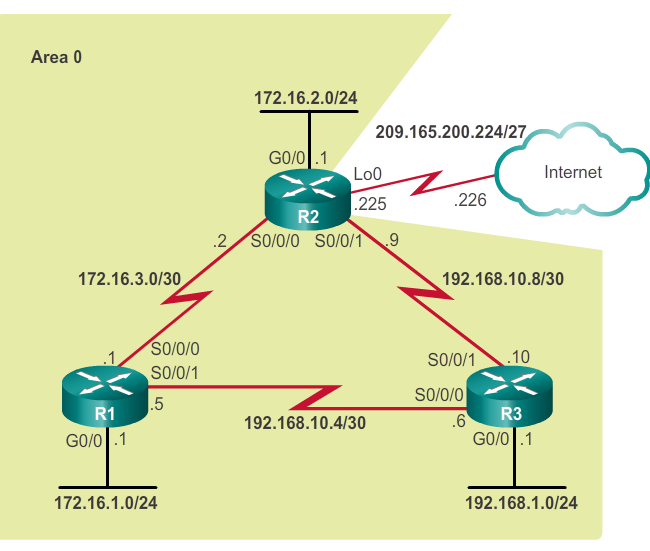 Area 0
172.16.2.0/24
209.165.200.224/27
G0/0 .1
Lo0
Internet
.225
.226
R2
.2 S0/0/0 S0/0/1 .9
172.16.3.0/30
192.168.10.8/30
.1 S0/0/0
S0/0/1 .10
S0/0/1
S0/0/0
R1
.5
R3
.6
192.168.10.4/30
G0/0 .1
G0/0 .1
172.16.1.0/24
192.168.1.0/24